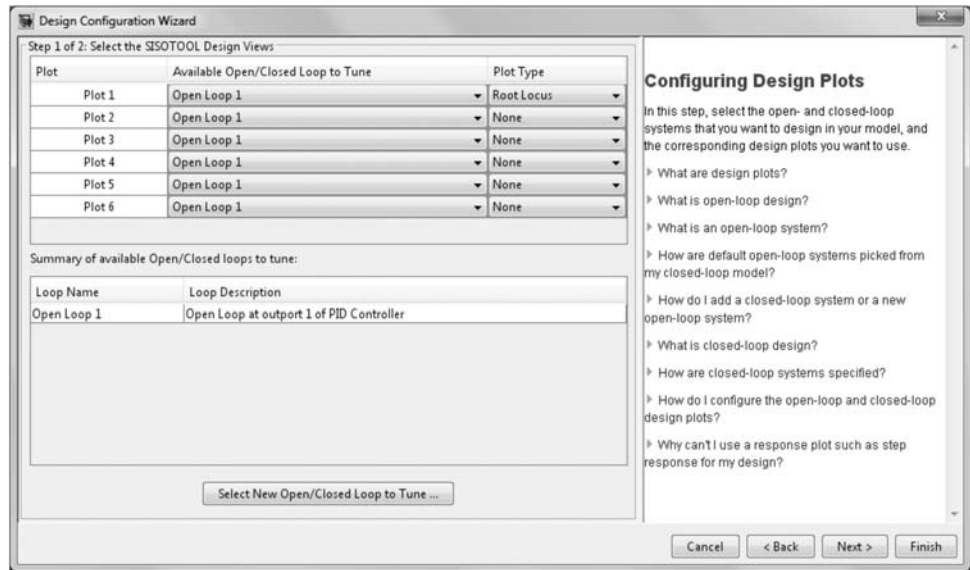 Design Configuration Wizard
Step 1 of 2: Select the SISOTOOL Design Views
Plot Available Open/Closed Loop to Tune Plot Type
Plot 1 Open Loop 1 Root Locus
Plot 2 Open Loop 1 None
Plot 3 Open Loop 1 None
Plot 4 Open Loop 1 None
Plot 5 Open Loop 1 None
Plot 6 Open Loop 1 None
Summary of available Open/Closed loops to tune:
Loop Name Loop Description
Open Loop 1 Open Loop at outport 1 of PID Controller
Select New Open/Closed Loop to Tune ...
Configuring Design Plots
In this step, select the open- and closed-loop
systems that you want to design in your model, and
the corresponding design plots you want to use.
What are design plots?
What is open-loop design?
What is an open-loop system?
How are default open-loop systems picked from
my closed-loop model?
How do I add a closed-loop system or a new
open-loop system?
What is closed-loop design?
How are closed-loop systems specified?
How do I configure the open-loop and closed-loop
design plots?
Why can't I use a response plot such as step
response for my design?
Cancel < Back Next > Finish